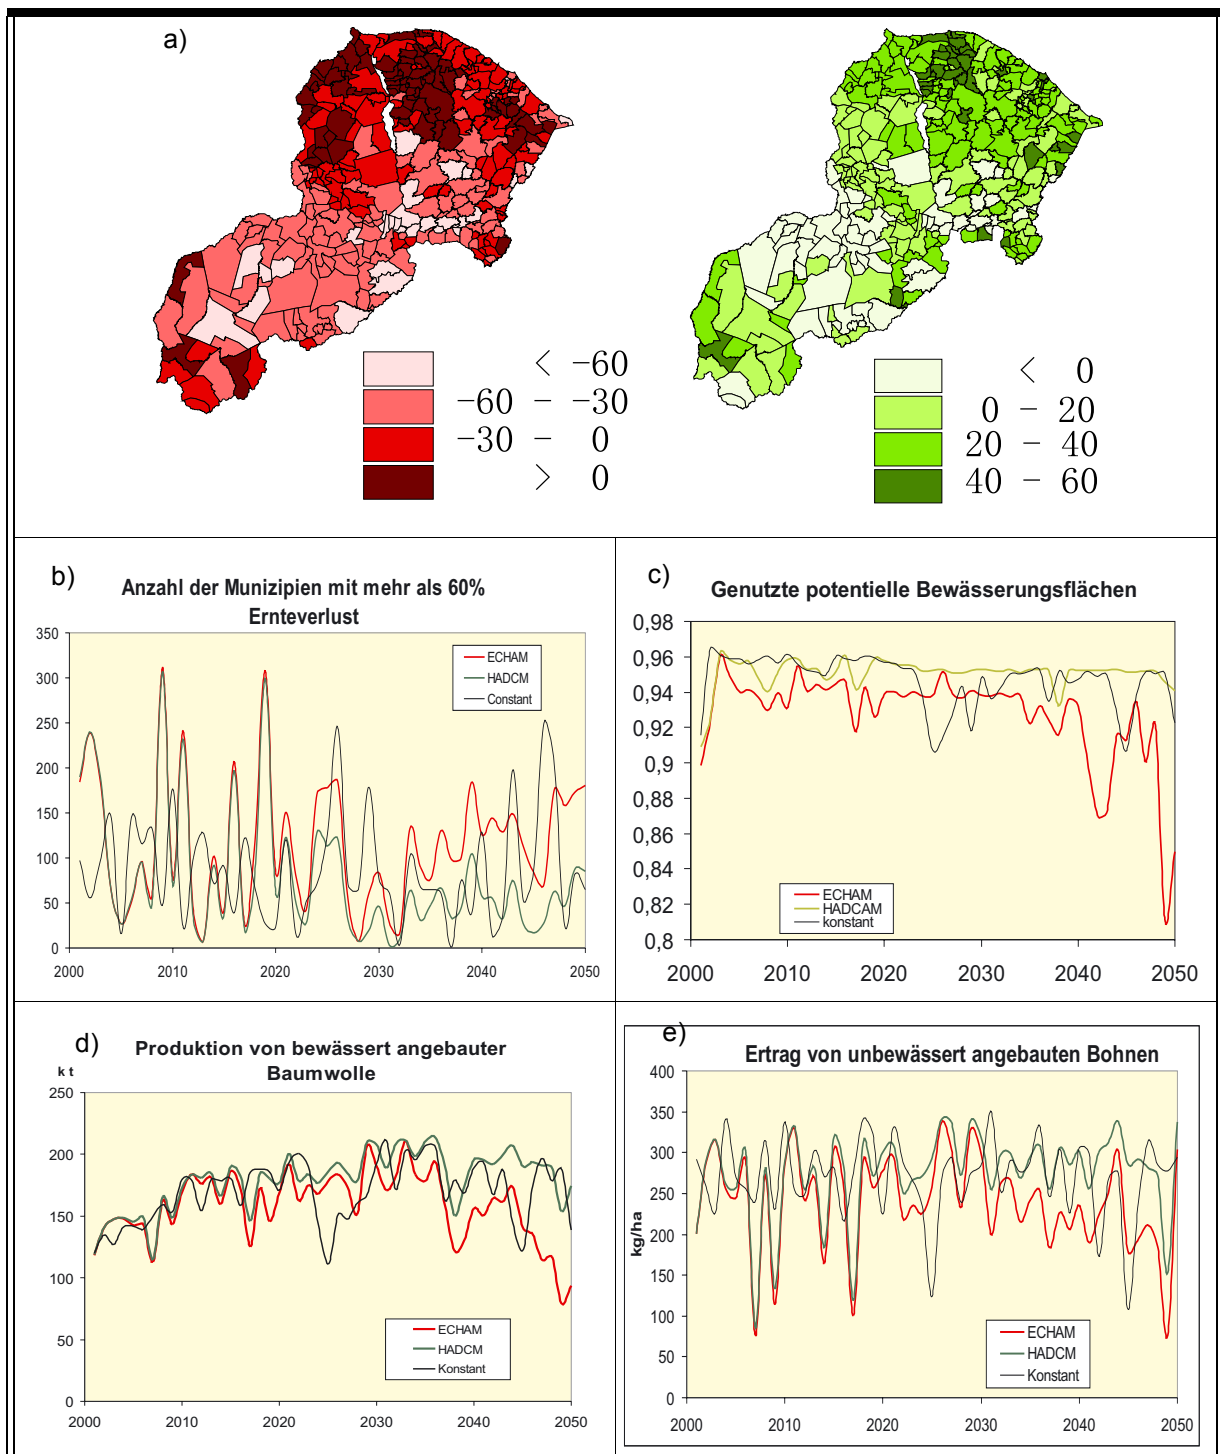 a)
< −60
−60 − −30
−30 − 0
> 0
< 0
0 − 20
20 − 40
40 − 60
b)
Anzahl der Munizipien mit mehr als 60%
Ernteverlust
350
300
250
200
150
100
50
0
2000 2010 2020 2030 2040 2050
ECHAM
HADCM
Constant
c)
Genutzte potentielle Bewässerungsflächen
0,98
0,96
0,94
0,92
0,9
0,88
0,86
0,84
0,82
0,8
2000 2010 2020 2030 2040 2050
ECHAM
HADCAM
konstant
d)
Produktion von bewässert angebauter
Baumwolle
kt
250
200
150
100
50
0
2000 2010 2020 2030 2040 2050
ECHAM
HADCM
Konstant
e)
Ertrag von unbewässert angebauten Bohnen
kg/ha
400
350
300
250
200
150
100
50
0
2000 2010 2020 2030 2040 2050
ECHAM
HADCM
Konstant